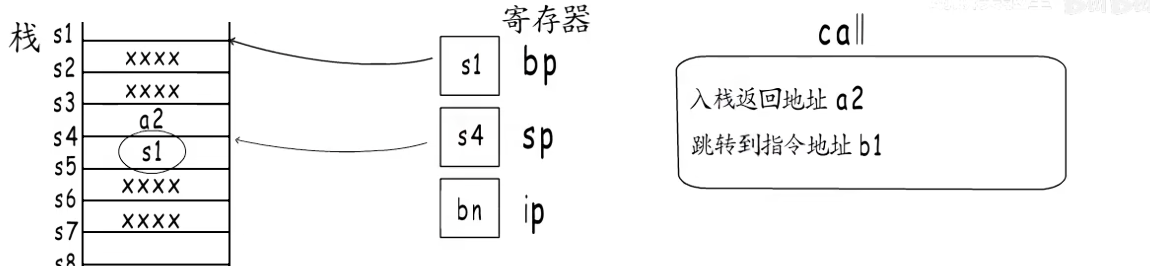 栈
s1
s2
s3
s4
s5
s6
s7
s8
xxxx
xxxx
a2
s1
xxxx
xxxx
寄存器
s1 bp
s4 sp
bn ip
call
入栈返回地址 a2
跳转到指令地址 b1